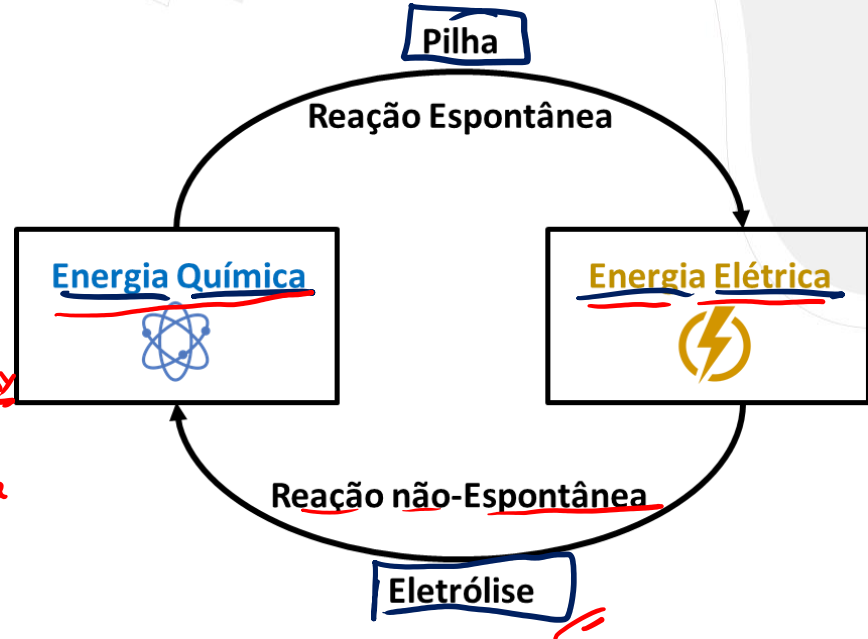 Pilha
Reação Espontânea
Energia Química
Energia Elétrica
Reação não-Espontânea
Eletrólise